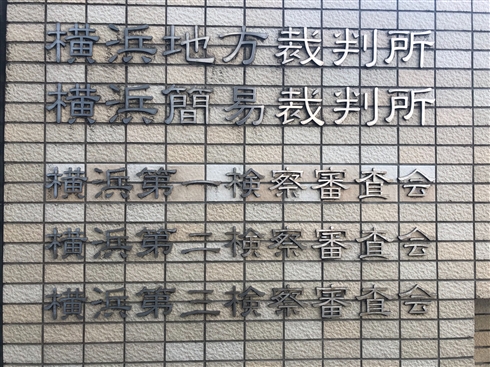 横浜地方裁判所
横浜簡易裁判所
横浜第一検察審査会
横浜第二検察審査会
横浜第三検察審査会